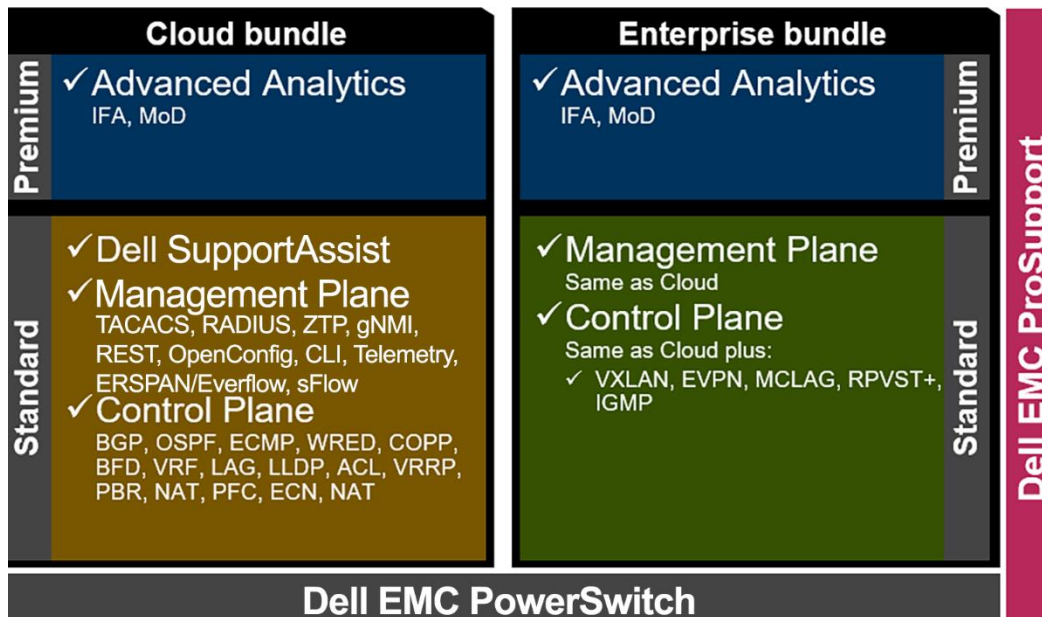 Cloud bundle
Premium
✓ Advanced Analytics
IFA, MoD
Standard
✓ Dell SupportAssist
✓ Management Plane
TACACS, RADIUS, ZTP, gNMI,
REST, OpenConfig, CLI, Telemetry,
ERSPAN/Everflow, sFlow
✓ Control Plane
BGP, OSPF, ECMP, WRED, COPP,
BFD, VRF, LAG, LLDP, ACL, VRRP,
PBR, NAT, PFC, ECN, NAT
Enterprise bundle
✓ Advanced Analytics
IFA, MoD
Premium
✓ Management Plane
Same as Cloud
✓ Control Plane
Same as Cloud plus:
✓ VXLAN, EVPN, MCLAG, RPVST+,
IGMP
Standard
Dell EMC ProSupport
Dell EMC PowerSwitch